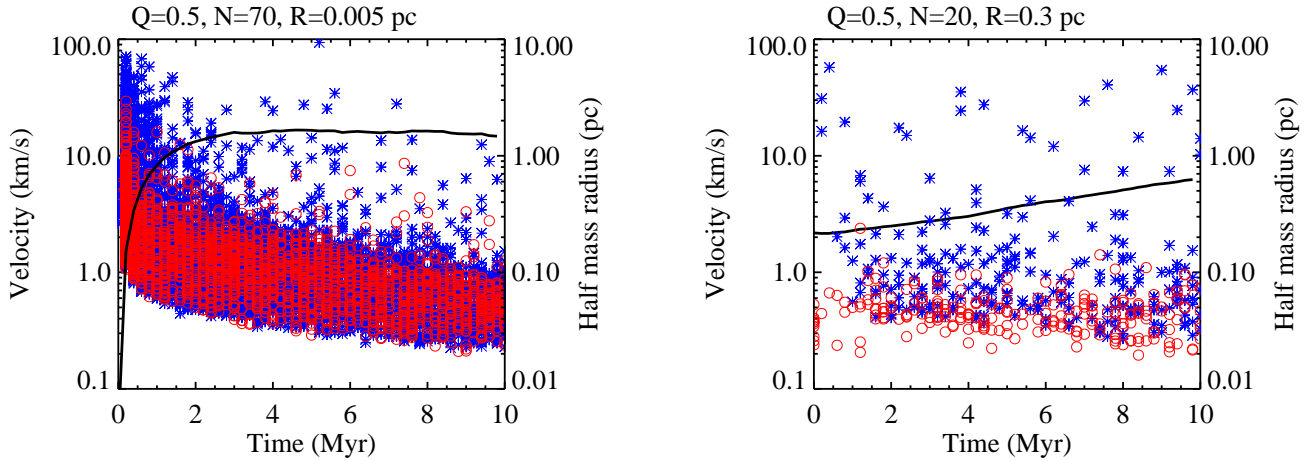 Q=0.5, N=70, R=0.005 pc
100.0
10.0
1.0
0.1
Velocity (km/s)
10.00
1.00
0.10
0.01
Half mass radius (pc)
0 2 4 6 8 10
Time (Myr)
Q=0.5, N=20, R=0.3 pc
100.0
10.0
1.0
0.1
Velocity (km/s)
10.00
1.00
0.10
0.01
Half mass radius (pc)
0 2 4 6 8 10
Time (Myr)